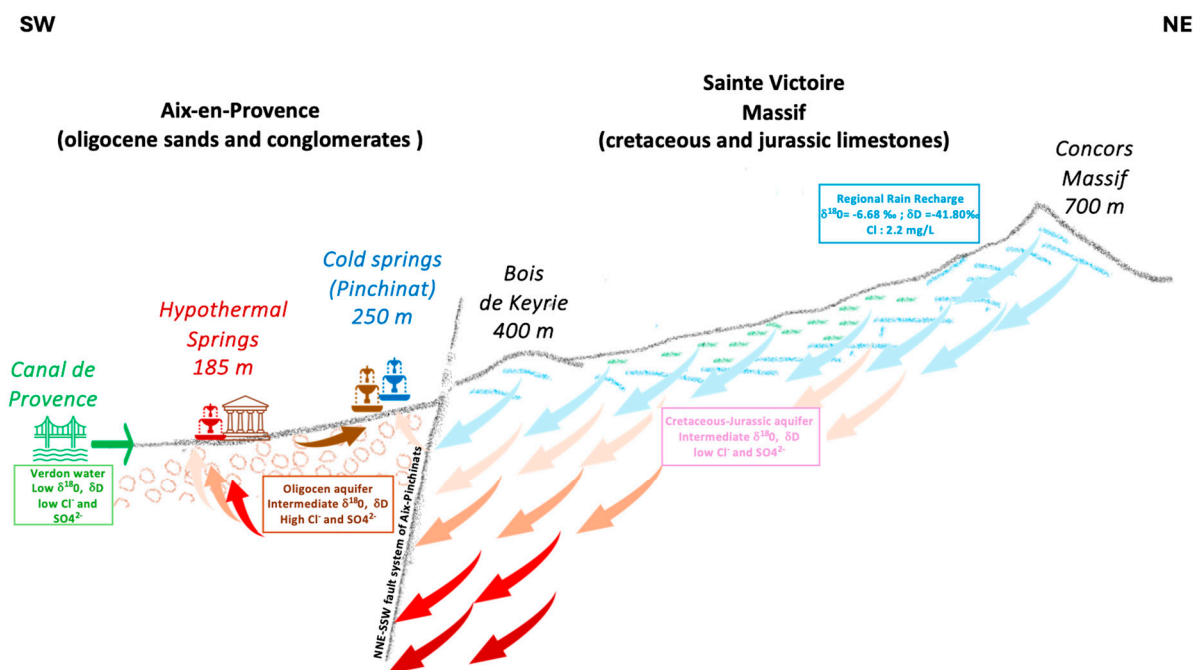 SW
NE
Aix-en-Provence
(oligocene sands and conglomerates )
Sainte Victoire
Massif
(cretaceous and jurassic limestones)
Concors
Massif
700 m
Regional Rain Recharge
δ¹⁸0= -6.68 ‰ ; δD =-41.80‰
Cl : 2.2 mg/L
Cold springs
(Pinchinat)
250 m
Bois
de Keyrie
400 m
Hypothermal
Springs
185 m
Canal de
Provence
Verdon water
Low δ¹⁸0, δD
low Cl⁻ and
SO4²⁻
Oligocen aquifer
Intermediate δ¹⁸0, δD
High Cl⁻ and SO4²⁻
Cretaceous-Jurassic aquifer
Intermediate δ¹⁸0, δD
low Cl⁻ and SO4²⁻
NNE-SSW fault system of Aix-Pinchinats